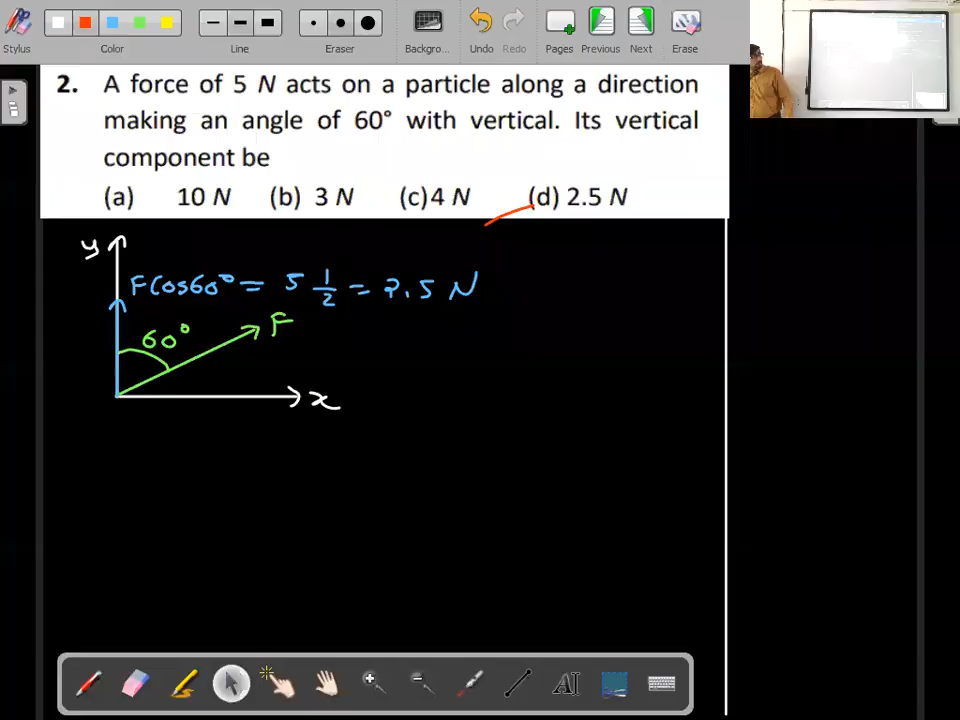 Stylus Color Line Eraser Backgro... Undo Redo Pages Previous Next Erase
2. A force of 5 N acts on a particle along a direction
making an angle of 60° with vertical. Its vertical
component be
(a) 10 N (b) 3 N (c) 4 N (d) 2.5 N
y
Fcos60° = 5 1/2 = 2.5 N
60° F
x
AI